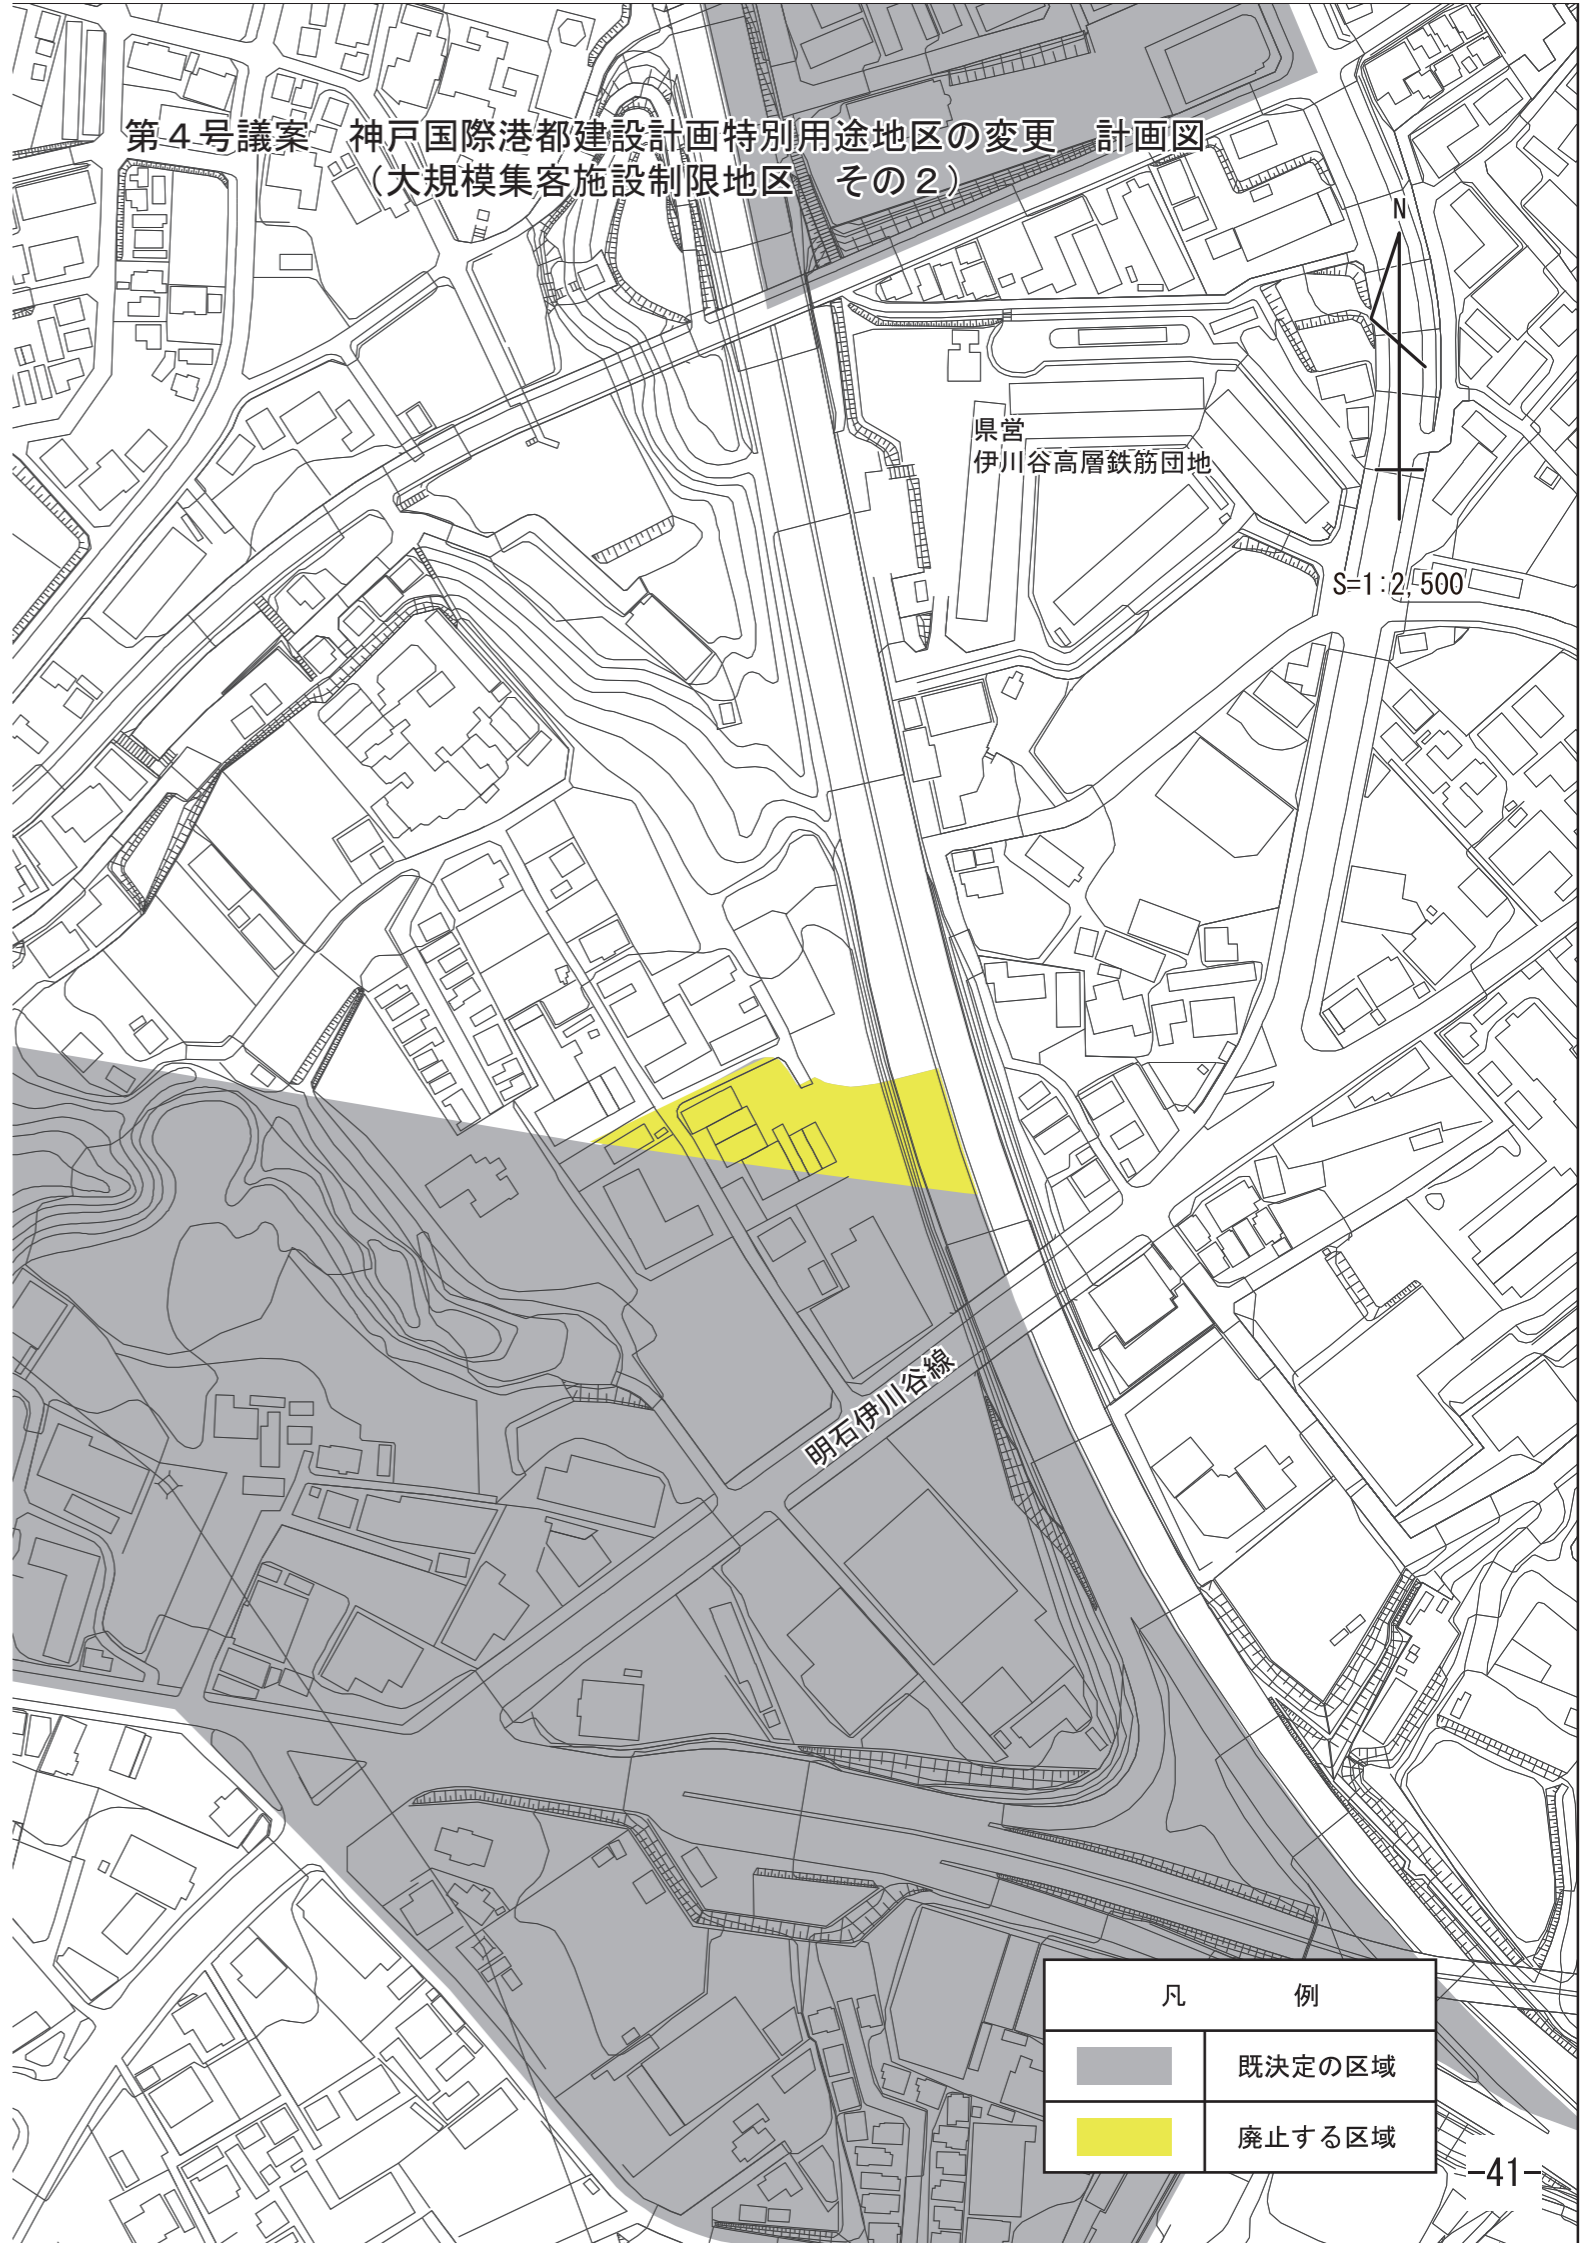 第４号議案　神戸国際港都建設計画特別用途地区の変更　計画図
（大規模集客施設制限地区　その２）
N
県営
伊川谷高層鉄筋団地
S=1:2,500
明石伊川谷線
凡　例
既決定の区域
廃止する区域
-41-